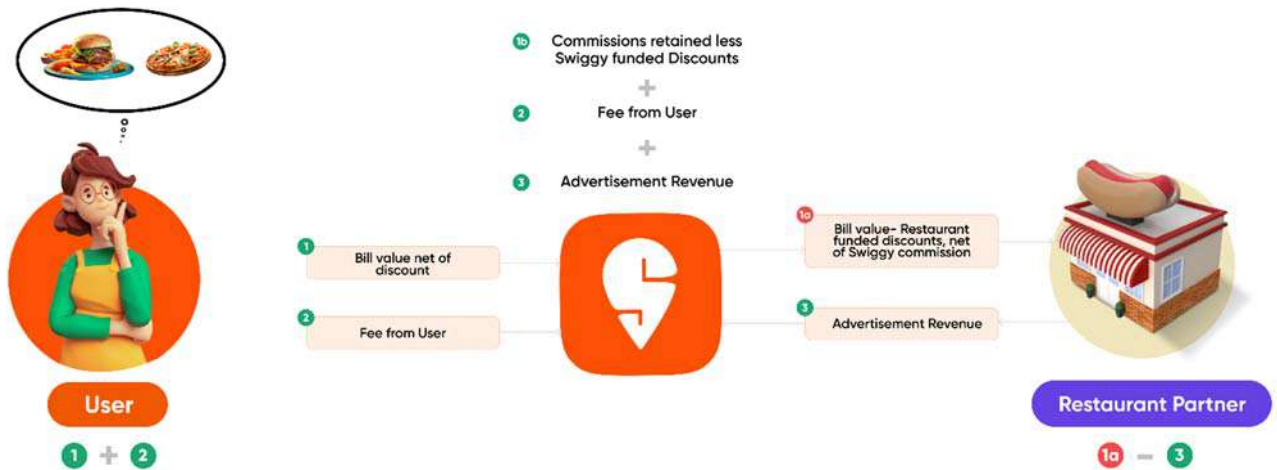 1b Commissions retained less
Swiggy funded Discounts
+
2 Fee from User
+
3 Advertisement Revenue
1
Bill value net of
discount
2
Fee from User
1a
Bill value- Restaurant
funded discounts, net
of Swiggy commission
3
Advertisement Revenue
User
1 + 2
Restaurant Partner
1a - 3